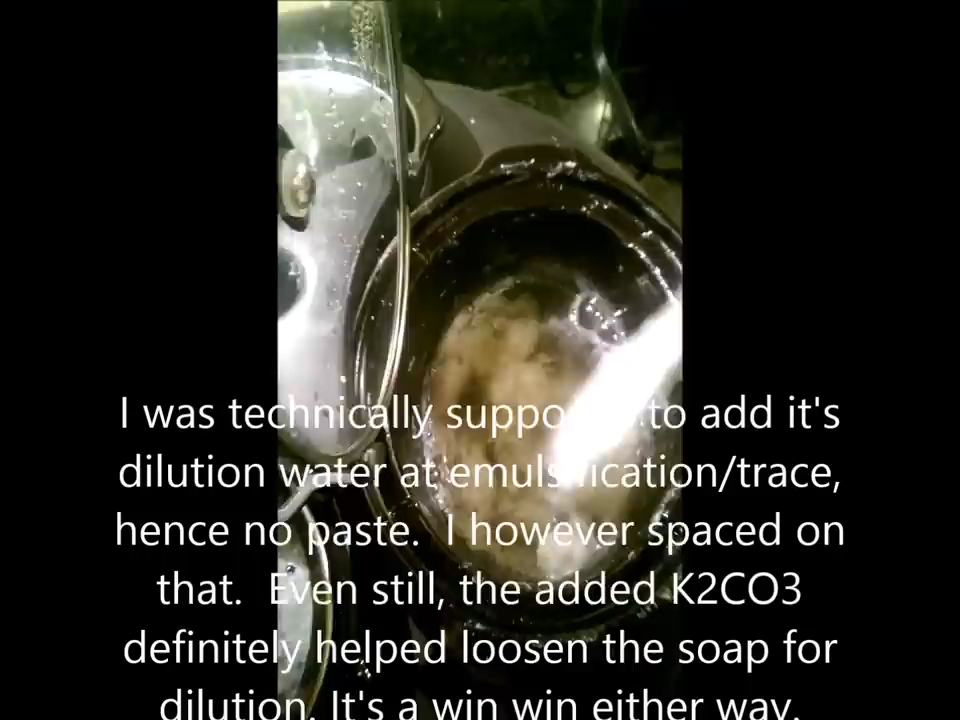 I was technically suppo to add it's
dilution water at emulsification/trace,
hence no paste. I however spaced on
that. Even still, the added K2CO3
definitely helped loosen the soap for
dilution. It's a win win either way.